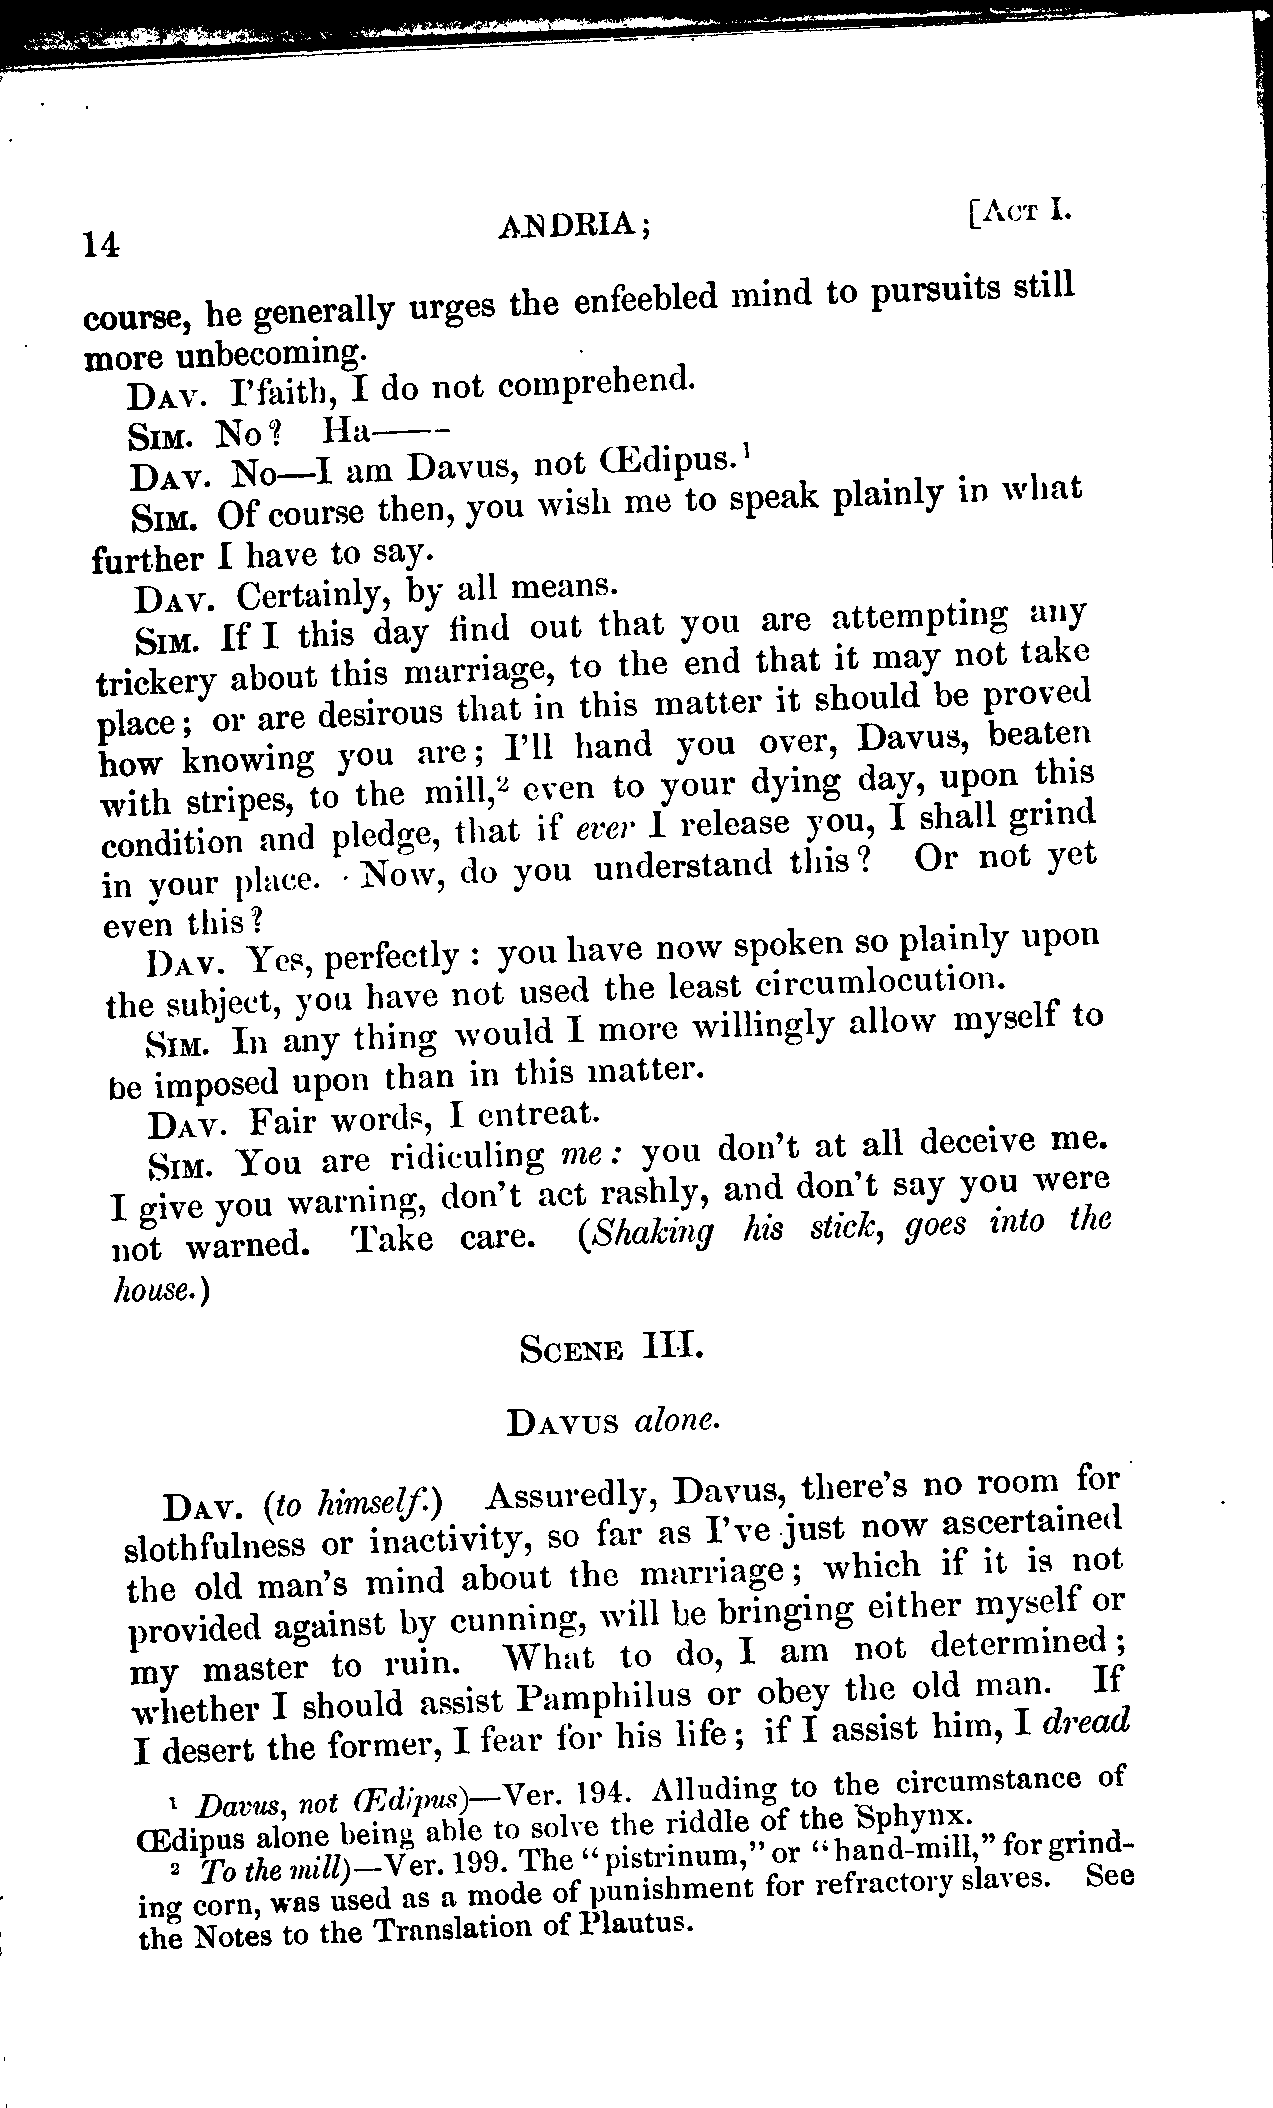 14 ANDRIA; [ACT I.
course, he generally urges the enfeebled mind to pursuits still
more unbecoming.
DAV. I'faith, I do not comprehend.
SIM. No? Ha——
DAV. No—I am Davus, not Œdipus.¹
SIM. Of course then, you wish me to speak plainly in what
further I have to say.
DAV. Certainly, by all means.
SIM. If I this day find out that you are attempting any
trickery about this marriage, to the end that it may not take
place; or are desirous that in this matter it should be proved
how knowing you are; I'll hand you over, Davus, beaten
with stripes, to the mill,² even to your dying day, upon this
condition and pledge, that if ever I release you, I shall grind
in your place. Now, do you understand this? Or not yet
even this?
DAV. Yes, perfectly: you have now spoken so plainly upon
the subject, you have not used the least circumlocution.
SIM. In any thing would I more willingly allow myself to
be imposed upon than in this matter.
DAV. Fair words, I entreat.
SIM. You are ridiculing me: you don't at all deceive me.
I give you warning, don't act rashly, and don't say you were
not warned. Take care. (Shaking his stick, goes into the
house.)
SCENE III.
DAVUS alone.
DAV. (to himself.) Assuredly, Davus, there's no room for
slothfulness or inactivity, so far as I've just now ascertained
the old man's mind about the marriage; which if it is not
provided against by cunning, will be bringing either myself or
my master to ruin. What to do, I am not determined;
whether I should assist Pamphilus or obey the old man. If
I desert the former, I fear for his life; if I assist him, I dread
¹ Davus, not Œdipus)—Ver. 194. Alluding to the circumstance of
Œdipus alone being able to solve the riddle of the Sphynx.
² To the mill)—Ver. 199. The "pistrinum," or "hand-mill," for grind-
ing corn, was used as a mode of punishment for refractory slaves. See
the Notes to the Translation of Plautus.